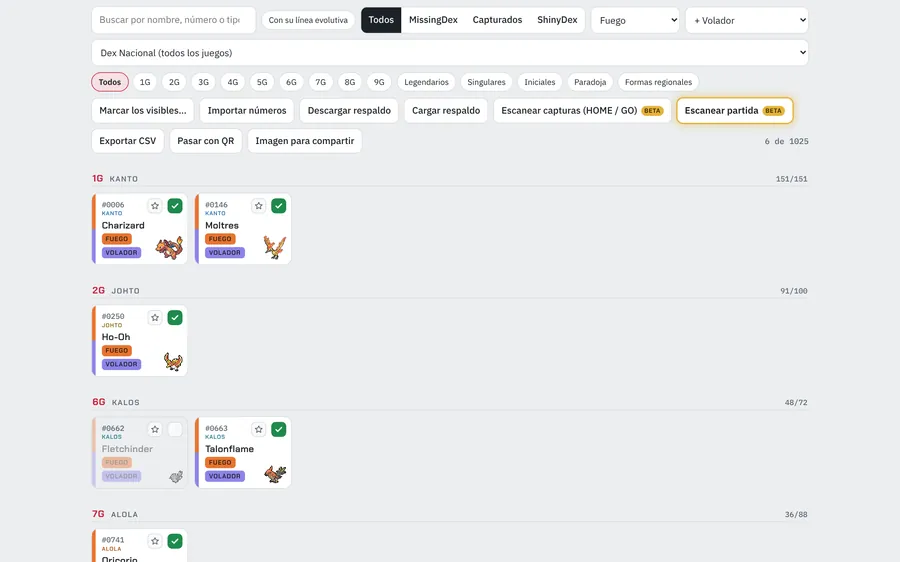 Buscar por nombre, número o tipo
Con su línea evolutiva
Todos MissingDex Capturados ShinyDex
Fuego
+ Volador
Dex Nacional (todos los juegos)
Todos 1G 2G 3G 4G 5G 6G 7G 8G 9G Legendarios Singulares Iniciales Paradoja Formas regionales
Marcar los visibles... Importar números Descargar respaldo Cargar respaldo Escanear capturas (HOME / GO) BETA Escanear partida BETA
Exportar CSV Pasar con QR Imagen para compartir 6 de 1025
1G KANTO 151/151
#0006
KANTO
Charizard
FUEGO
VOLADOR
#0146
KANTO
Moltres
FUEGO
VOLADOR
2G JOHTO 91/100
#0250
JOHTO
Ho-Oh
FUEGO
VOLADOR
6G KALOS 48/72
#0662
KALOS
Fletchinder
FUEGO
VOLADOR
#0663
KALOS
Talonflame
FUEGO
VOLADOR
7G ALOLA 36/88
#0741
ALOLA
Oricorio